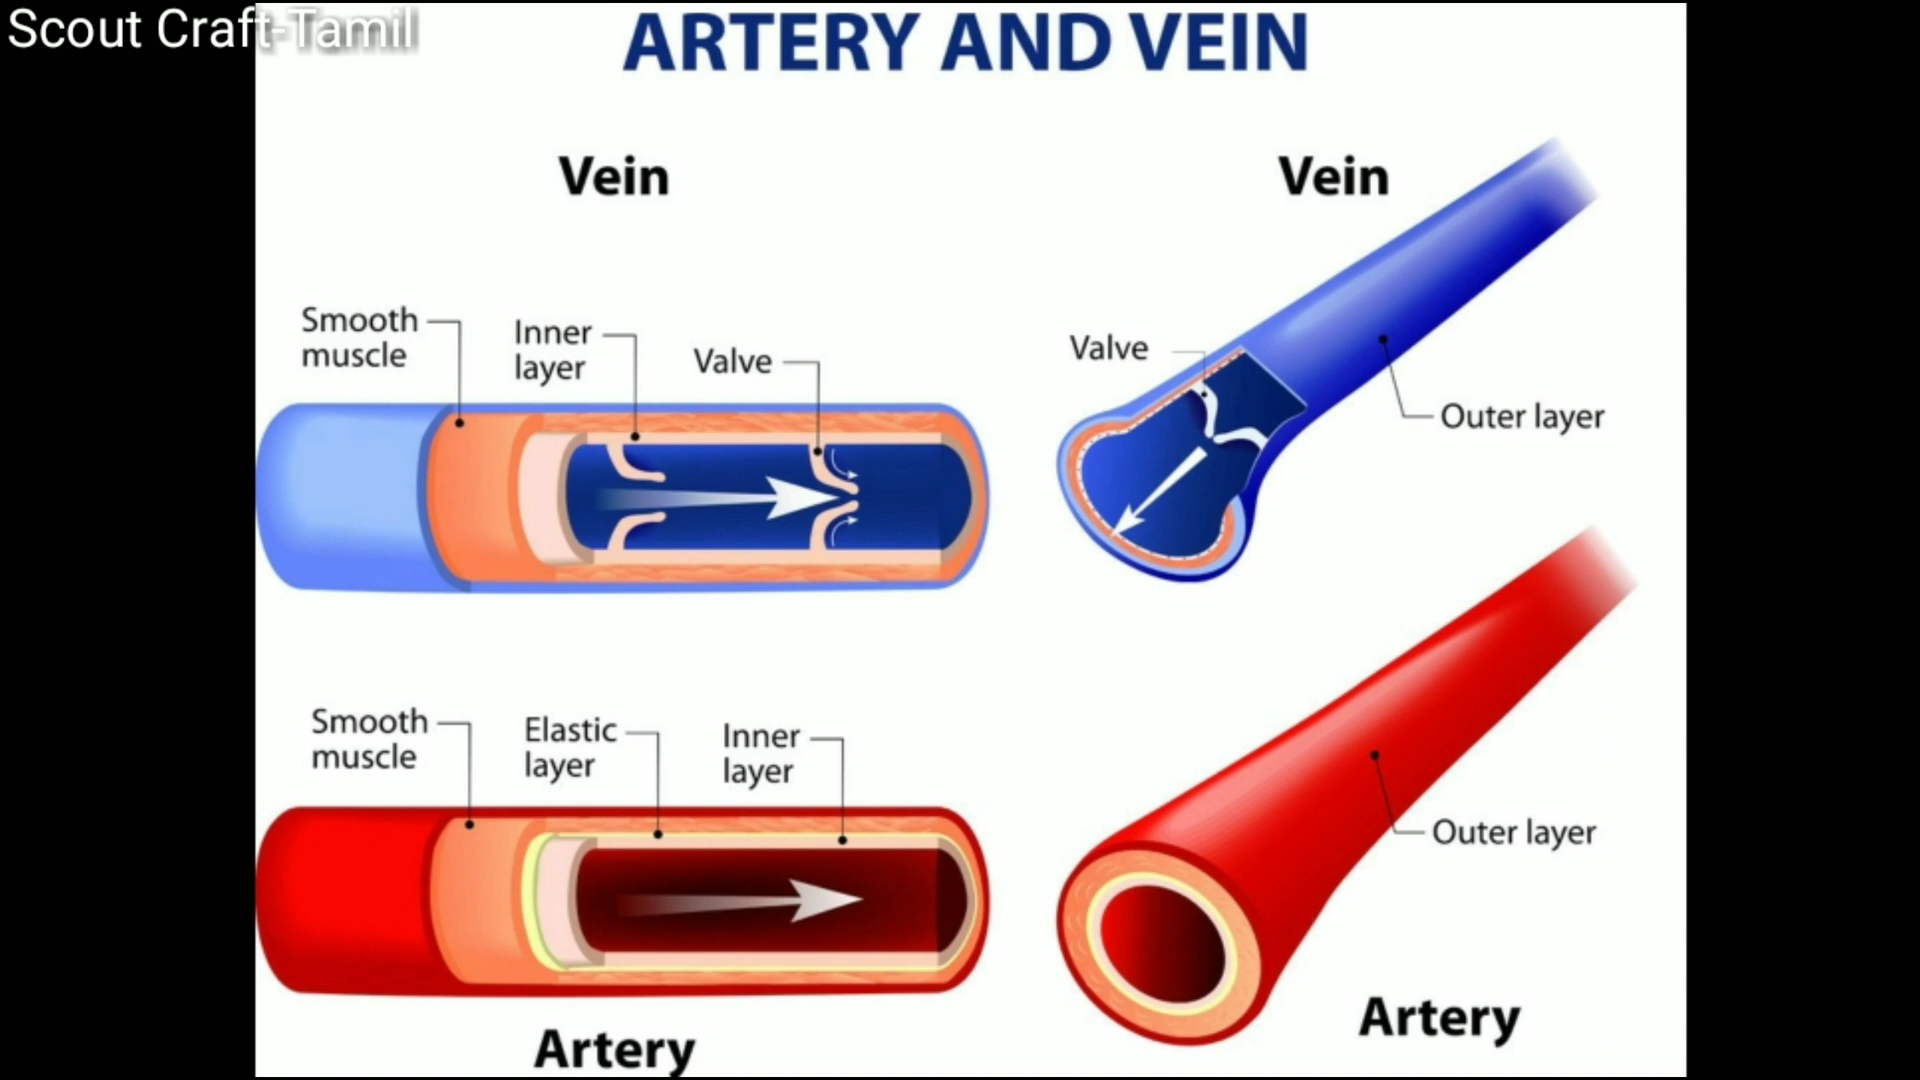 Scout Craft-Tamil
ARTERY AND VEIN
Vein
Vein
Smooth
muscle
Inner
layer
Valve
Valve
Outer layer
Smooth
muscle
Elastic
layer
Inner
layer
Outer layer
Artery
Artery